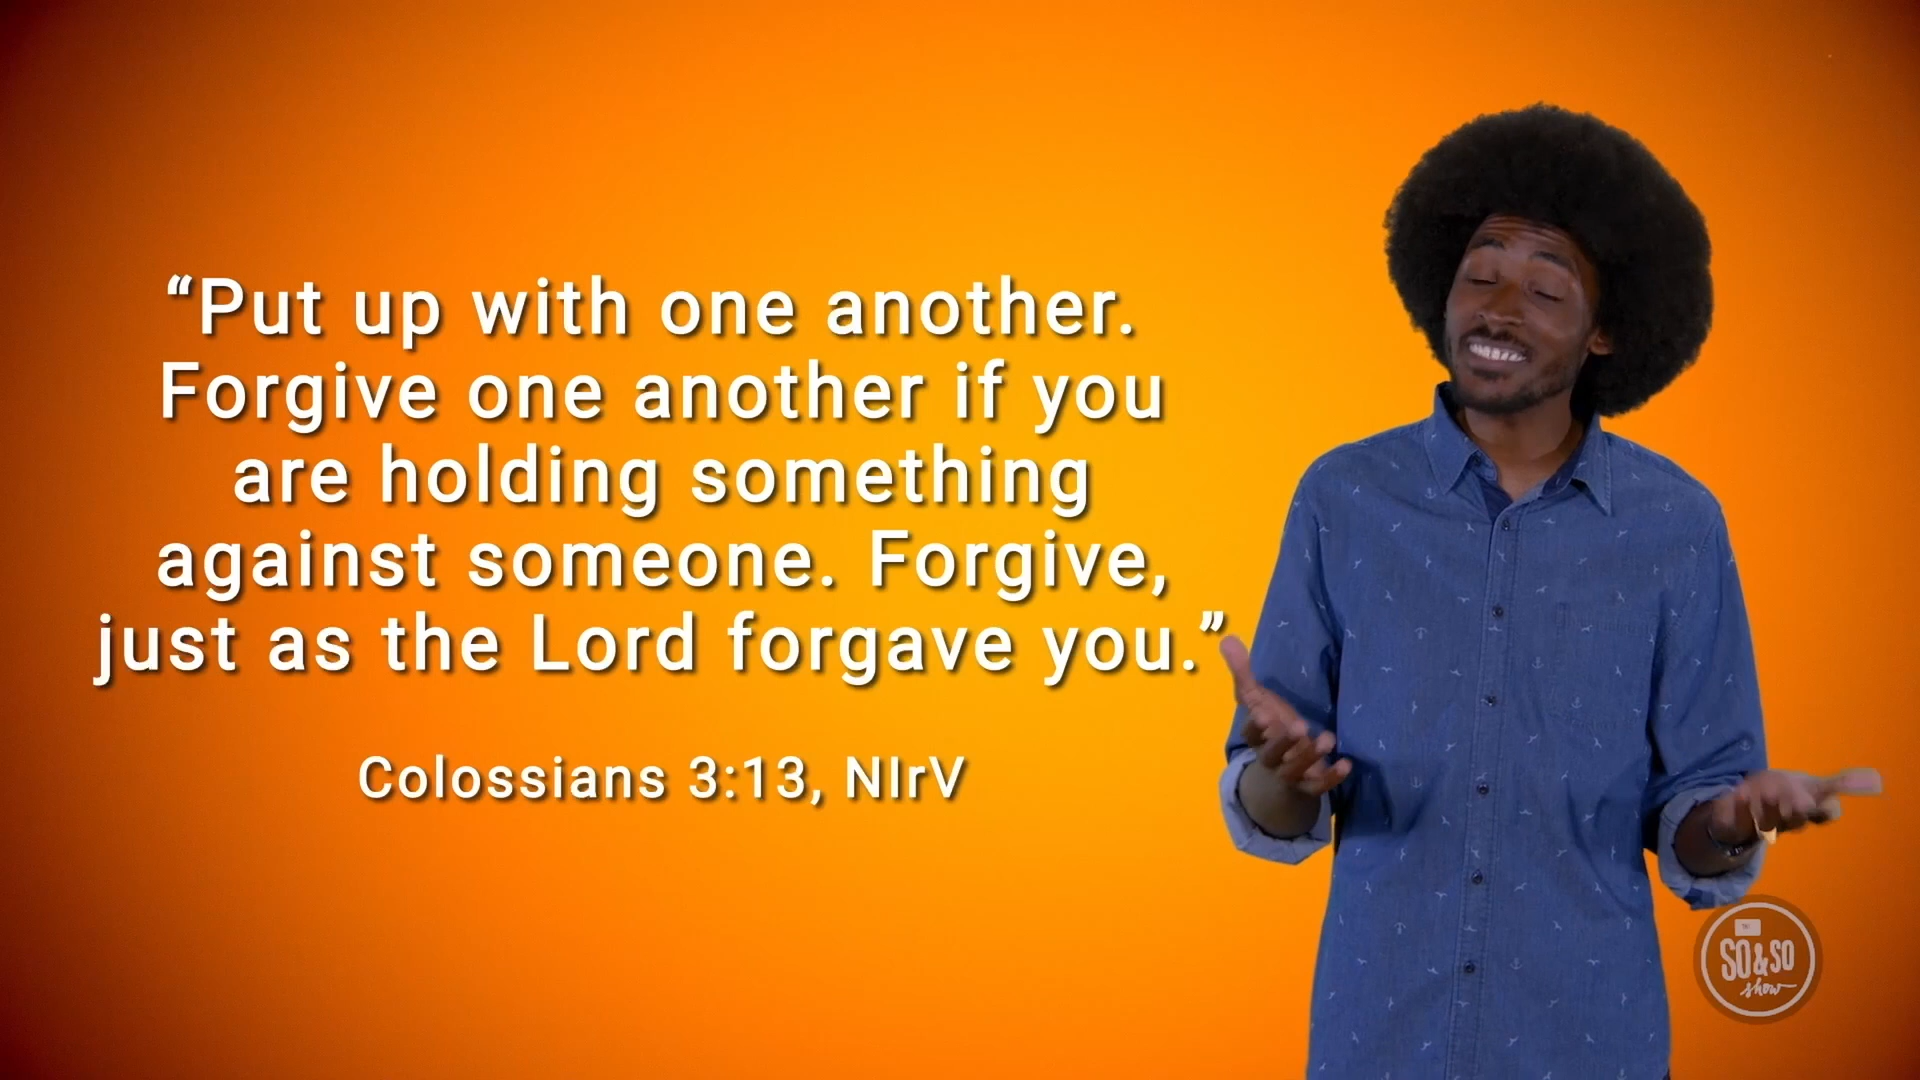 “Put up with one another.
Forgive one another if you
are holding something
against someone. Forgive,
just as the Lord forgave you.”
Colossians 3:13, NIrV
SO & SO
show